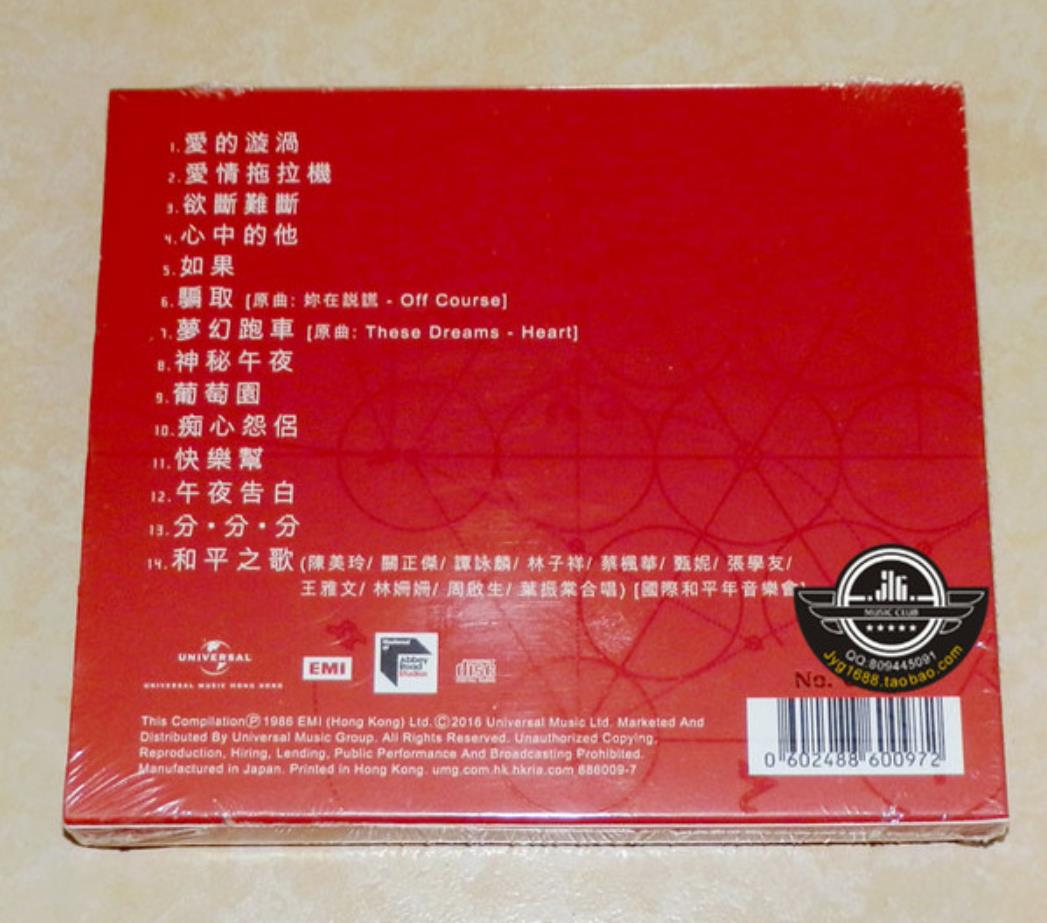 1. 愛的漩渦
2. 愛情拖拉機
3. 欲斷難斷
4. 心中的他
5. 如果
6. 騙取 [原曲: 妳在説謊 - Off Course]
7. 夢幻跑車 [原曲: These Dreams - Heart]
8. 神秘午夜
9. 葡萄園
10. 痴心怨侶
11. 快樂幫
12. 午夜告白
13. 分・分・分
14. 和平之歌 (陳美玲/ 關正傑/ 譚詠麟/ 林子祥/ 蔡楓華/ 甄妮/ 張學友/
王雅文/ 林姍姍/ 周啟生/ 葉振棠合唱) [國際和平年音樂會]
UNIVERSAL
UNIVERSAL MUSIC HONG KONG
EMI
Mastered at Abbey Road Studios
disc
DIGITAL AUDIO
JYG
MUSIC CLUB
QQ:809445091
Jyg1688.taobao.com
No.
This Compilation Ⓟ 1986 EMI (Hong Kong) Ltd. Ⓒ 2016 Universal Music Ltd. Marketed And
Distributed By Universal Music Group. All Rights Reserved. Unauthorized Copying,
Reproduction, Hiring, Lending, Public Performance And Broadcasting Prohibited.
Manufactured in Japan. Printed in Hong Kong. umg.com.hk hkria.com 886009-7
0 602488 600972